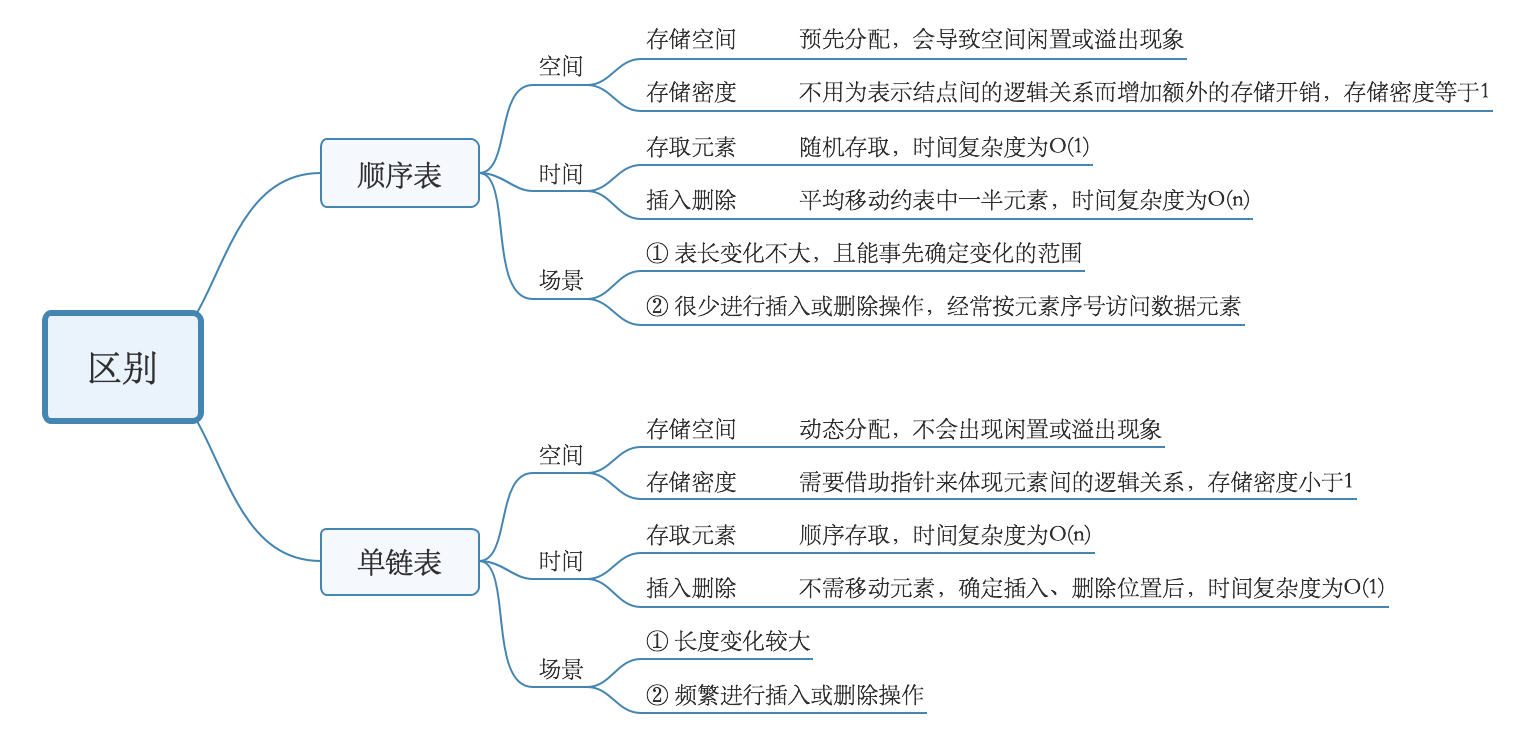 区别
顺序表
空间
存储空间 预先分配，会导致空间闲置或溢出现象
存储密度 不用为表示结点间的逻辑关系而增加额外的存储开销，存储密度等于1
时间
存取元素 随机存取，时间复杂度为O(1)
插入删除 平均移动约表中一半元素，时间复杂度为O(n)
场景
① 表长变化不大，且能事先确定变化的范围
② 很少进行插入或删除操作，经常按元素序号访问数据元素
单链表
空间
存储空间 动态分配，不会出现闲置或溢出现象
存储密度 需要借助指针来体现元素间的逻辑关系，存储密度小于1
时间
存取元素 顺序存取，时间复杂度为O(n)
插入删除 不需移动元素，确定插入、删除位置后，时间复杂度为O(1)
场景
① 长度变化较大
② 频繁进行插入或删除操作